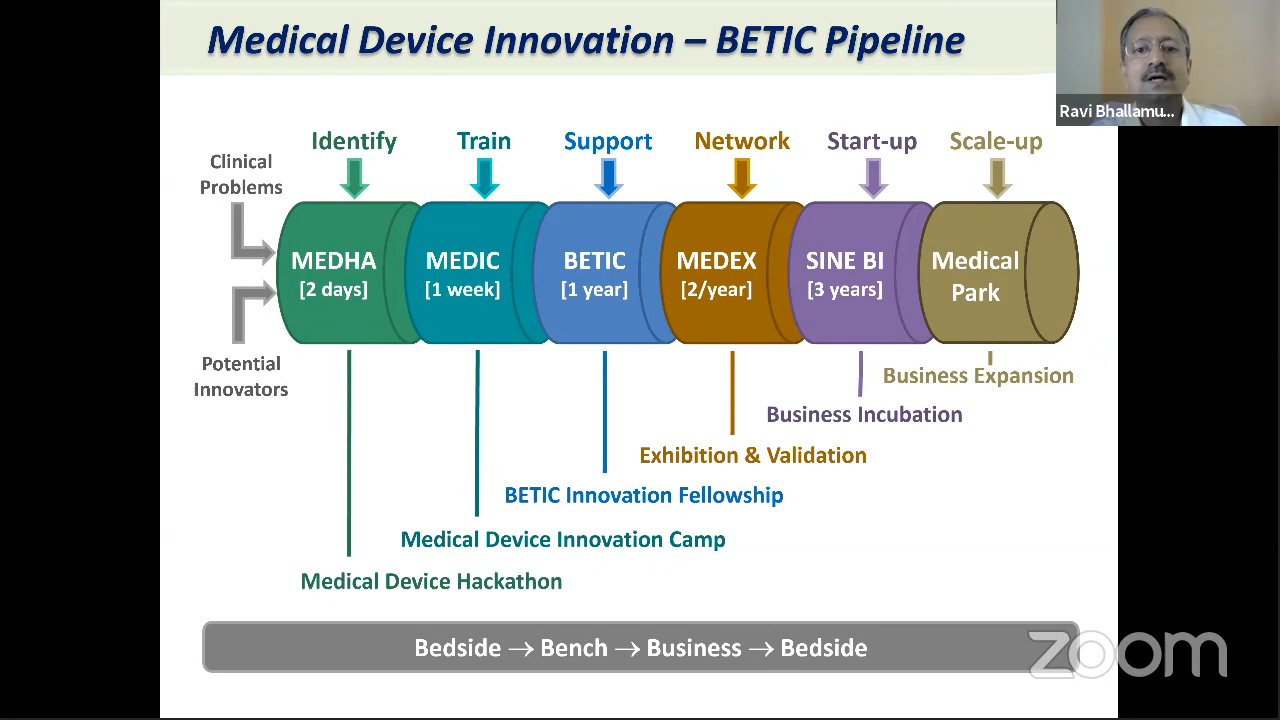 Medical Device Innovation – BETIC Pipeline
Ravi Bhallamu...
Identify
Train
Support
Network
Start-up
Scale-up
Clinical
Problems
MEDHA
[2 days]
MEDIC
[1 week]
BETIC
[1 year]
MEDEX
[2/year]
SINE BI
[3 years]
Medical
Park
Potential
Innovators
Business Expansion
Business Incubation
Exhibition & Validation
BETIC Innovation Fellowship
Medical Device Innovation Camp
Medical Device Hackathon
Bedside → Bench → Business → Bedside
zoom